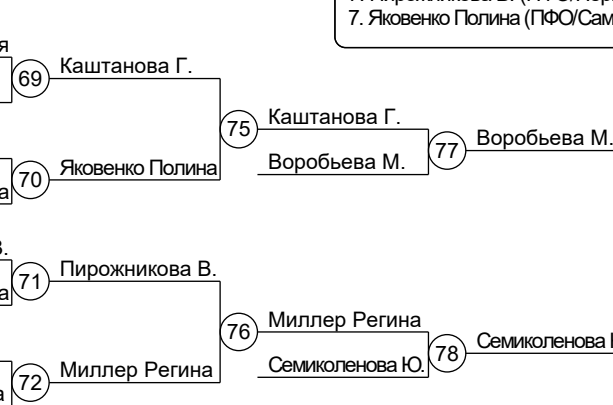 7. Яковенко Полина (ПФО/Сам
я
69
Каштанова Г.
75
Каштанова Г.
77
Воробьева М.
Воробьева М.
70
Яковенко Полина
а
В.
71
Пирожникова В.
а
76
Миллер Регина
78
Семиколенова
Семиколенова Ю.
72
Миллер Регина
а